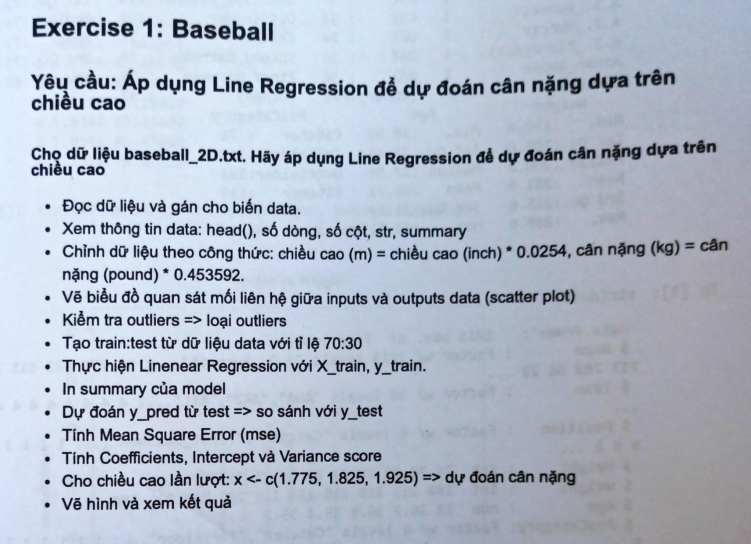 Exercise 1: Baseball
Yêu cầu: Áp dụng Line Regression để dự đoán cân nặng dựa trên
chiều cao
Cho dữ liệu baseball_2D.txt. Hãy áp dụng Line Regression để dự đoán cân nặng dựa trên
chiều cao
• Đọc dữ liệu và gán cho biến data.
• Xem thông tin data: head(), số dòng, số cột, str, summary
• Chỉnh dữ liệu theo công thức: chiều cao (m) = chiều cao (inch) * 0.0254, cân nặng (kg) = cân
nặng (pound) * 0.453592.
• Vẽ biểu đồ quan sát mối liên hệ giữa inputs và outputs data (scatter plot)
• Kiểm tra outliers => loại outliers
• Tạo train:test từ dữ liệu data với tỉ lệ 70:30
• Thực hiện Linenear Regression với X_train, y_train.
• In summary của model
• Dự đoán y_pred từ test => so sánh với y_test
• Tính Mean Square Error (mse)
• Tính Coefficients, Intercept và Variance score
• Cho chiều cao lần lượt: x <- c(1.775, 1.825, 1.925) => dự đoán cân nặng
• Vẽ hình và xem kết quả